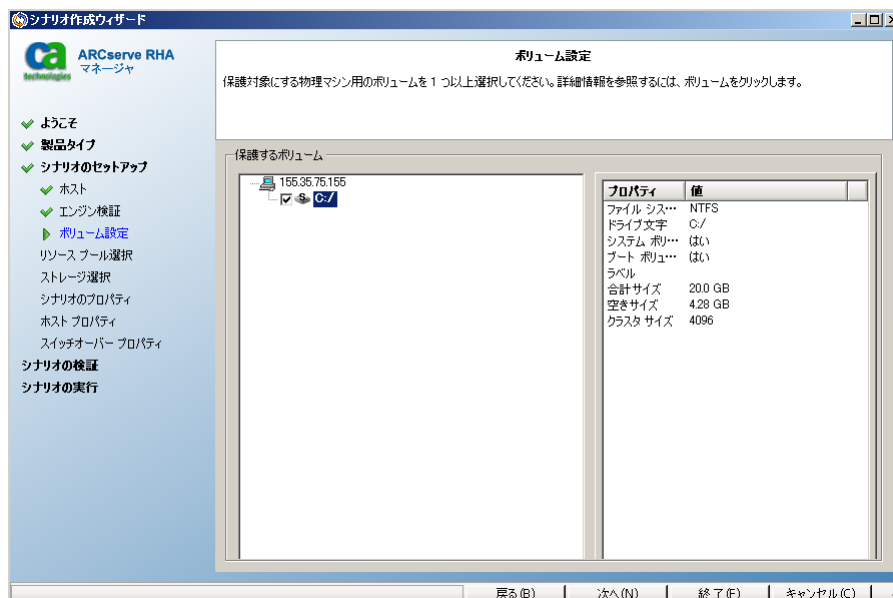 シナリオ作成ウィザード
ca
technologies
ARCserve RHA
マネージャ
ボリューム設定
保護対象にする物理マシン用のボリュームを 1 つ以上選択してください。詳細情報を参照するには、ボリュームをクリックします。
ようこそ
製品タイプ
シナリオのセットアップ
ホスト
エンジン検証
ボリューム設定
リソース プール選択
ストレージ選択
シナリオのプロパティ
ホスト プロパティ
スイッチオーバー プロパティ
シナリオの検証
シナリオの実行
保護するボリューム
155.35.75.155
C:/
プロパティ 値
ファイル シス… NTFS
ドライブ文字 C:/
システム ボリ… はい
ブート ボリュ… はい
ラベル
合計サイズ 20.0 GB
空きサイズ 4.28 GB
クラスタ サイズ 4096
戻る(B) 次へ(N) 終了(F) キャンセル(C)